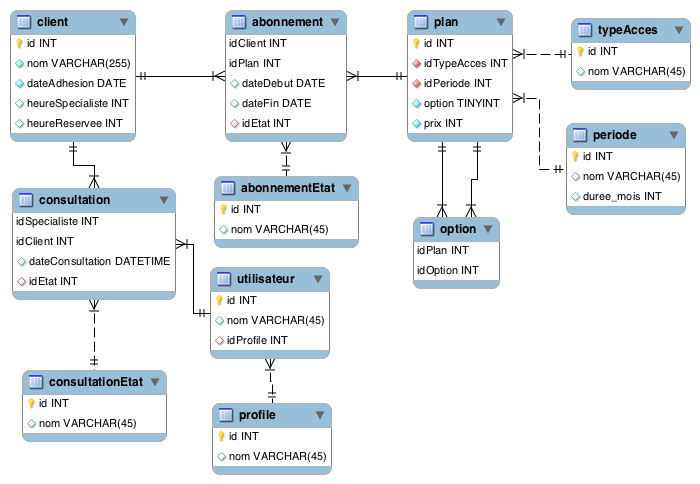 client
id INT
nom VARCHAR(255)
dateAdhesion DATE
heureSpecialiste INT
heureReservee INT
abonnement
idClient INT
idPlan INT
dateDebut DATE
dateFin DATE
idEtat INT
plan
id INT
idTypeAcces INT
idPeriode INT
option TINYINT
prix INT
typeAcces
id INT
nom VARCHAR(45)
periode
id INT
nom VARCHAR(45)
duree_mois INT
consultation
idSpecialiste INT
idClient INT
dateConsultation DATETIME
idEtat INT
abonnementEtat
id INT
nom VARCHAR(45)
option
idPlan INT
idOption INT
utilisateur
id INT
nom VARCHAR(45)
idProfile INT
consultationEtat
id INT
nom VARCHAR(45)
profile
id INT
nom VARCHAR(45)